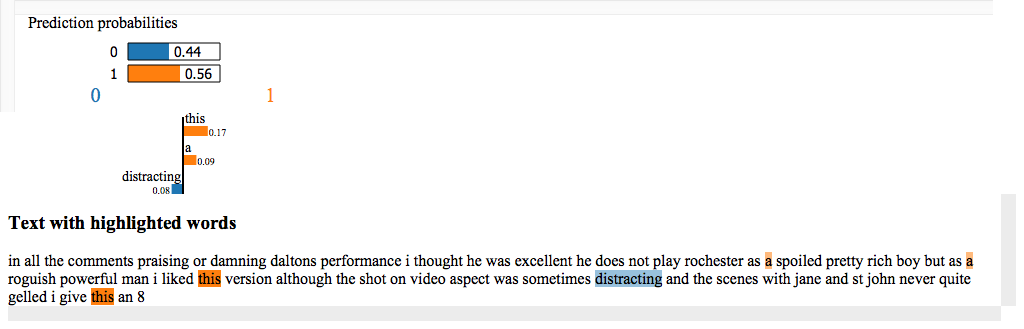 Prediction probabilities
0 0.44
1 0.56
0 1
this
0.17
a
0.09
distracting
0.08
Text with highlighted words
in all the comments praising or damning daltons performance i thought he was excellent he does not play rochester as a spoiled pretty rich boy but as a
roguish powerful man i liked this version although the shot on video aspect was sometimes distracting and the scenes with jane and st john never quite
gelled i give this an 8